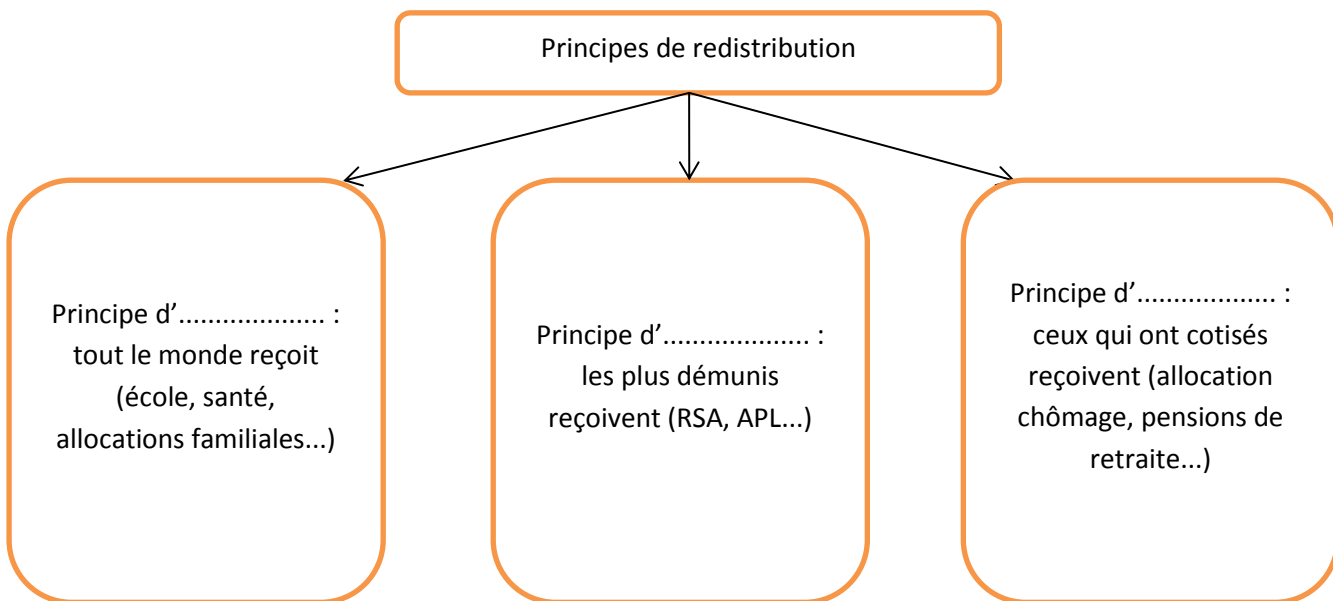 Principes de redistribution
Principe d’..................... :
tout le monde reçoit
(école, santé,
allocations familiales...)
Principe d’..................... :
les plus démunis
reçoivent (RSA, APL...)
Principe d’.................... :
ceux qui ont cotisés
reçoivent (allocation
chômage, pensions de
retraite...)